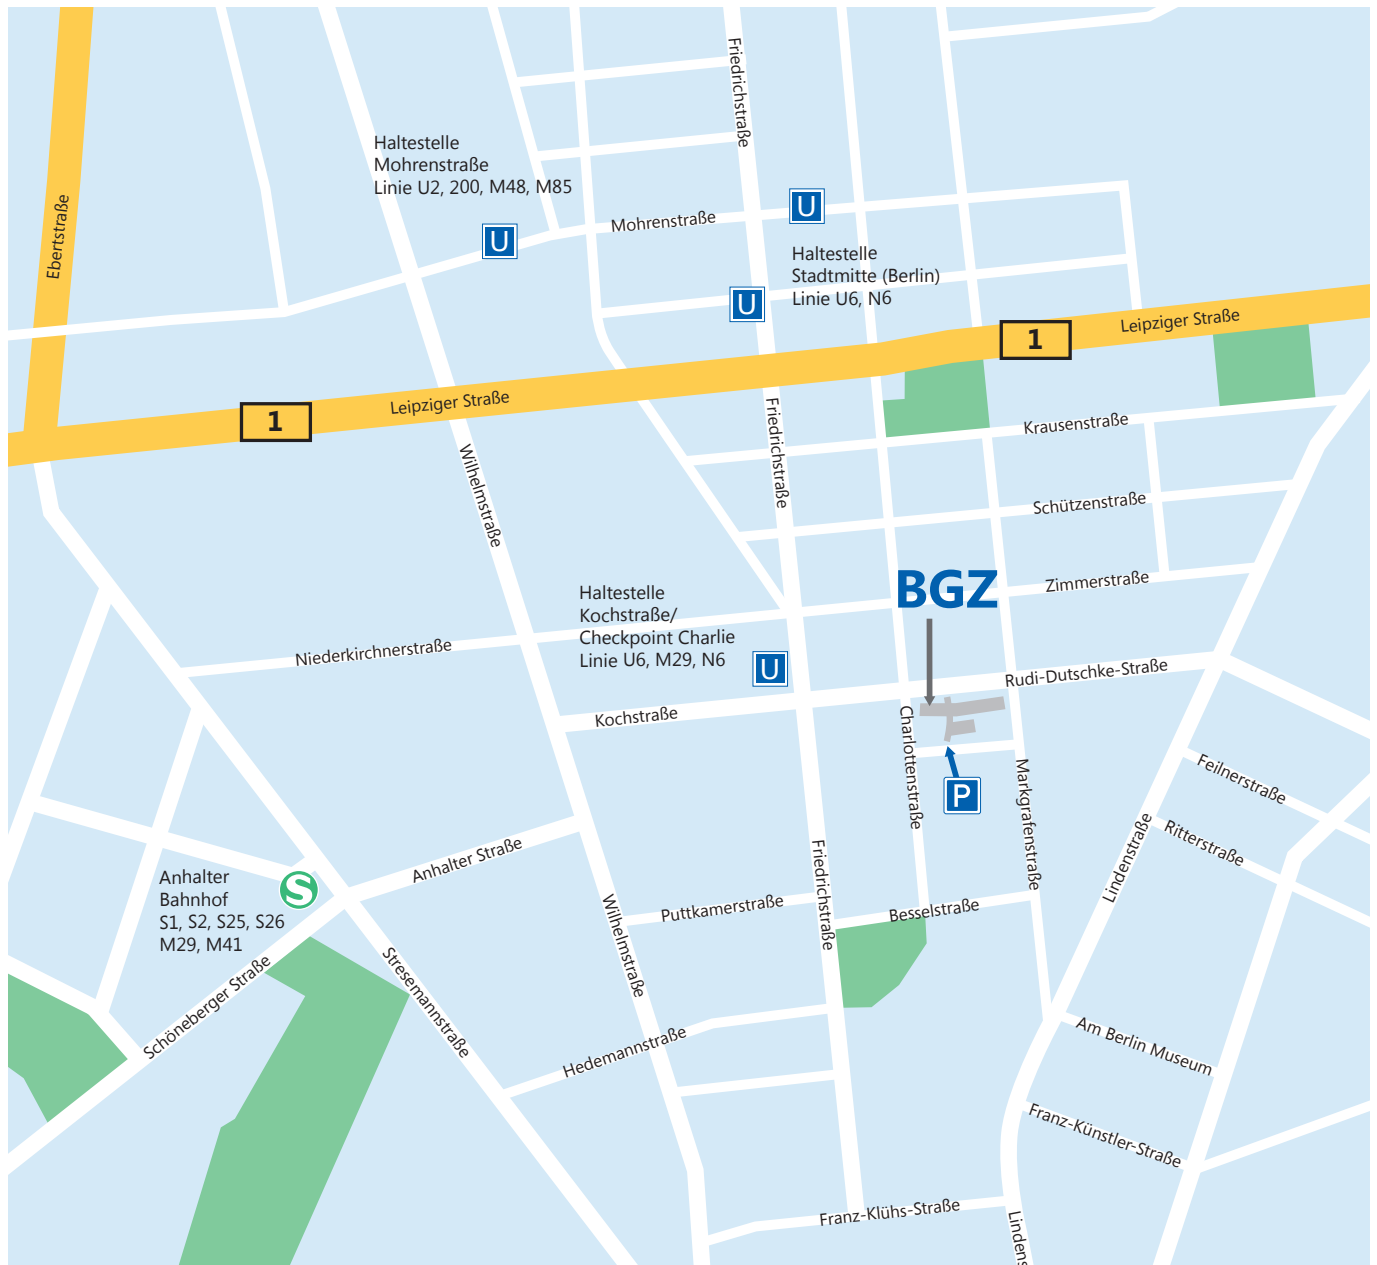 Friedrichstraße
Haltestelle
Mohrenstraße
Linie U2, 200, M48, M85
Ebertstraße
Mohrenstraße
U
U
Haltestelle
Stadtmitte (Berlin)
Linie U6, N6
U
Leipziger Straße
1
Leipziger Straße
1
Friedrichstraße
Krausenstraße
Wilhelmstraße
Schützenstraße
BGZ
Zimmerstraße
Haltestelle
Kochstraße/
Checkpoint Charlie
Linie U6, M29, N6
U
Niederkirchnerstraße
Rudi-Dutschke-Straße
Kochstraße
Charlottenstraße
Markgrafenstraße
P
Feilnerstraße
Ritterstraße
Lindenstraße
Anhalter Straße
Friedrichstraße
Anhalter
Bahnhof
S1, S2, S25, S26
M29, M41
S
Puttkamerstraße
Besselstraße
Wilhelmstraße
Stresemannstraße
Schöneberger Straße
Hedemannstraße
Am Berlin Museum
Franz-Künstler-Straße
Franz-Klühs-Straße
Lindens